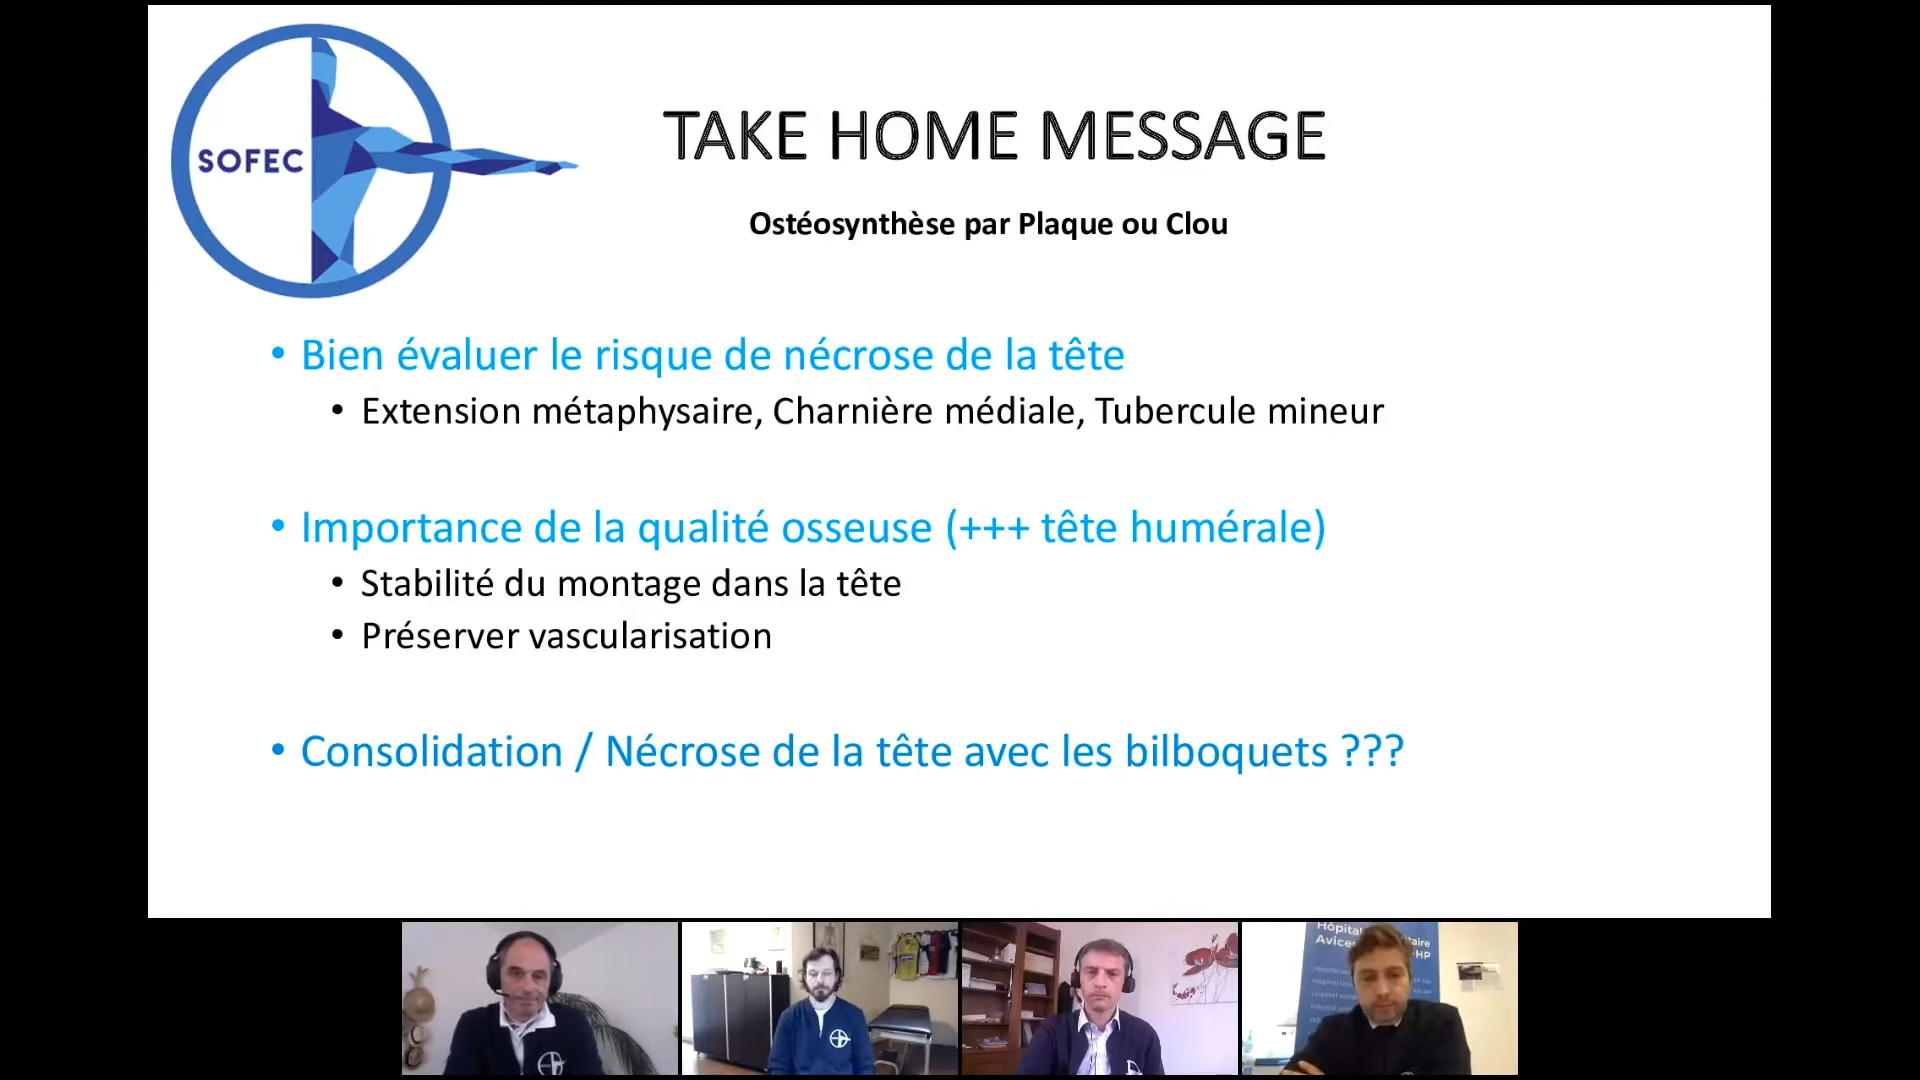 SOFEC
TAKE HOME MESSAGE
Ostéosynthèse par Plaque ou Clou
• Bien évaluer le risque de nécrose de la tête
• Extension métaphysaire, Charnière médiale, Tubercule mineur
• Importance de la qualité osseuse (+++ tête humérale)
• Stabilité du montage dans la tête
• Préserver vascularisation
• Consolidation / Nécrose de la tête avec les bilboquets ???
Hôpital